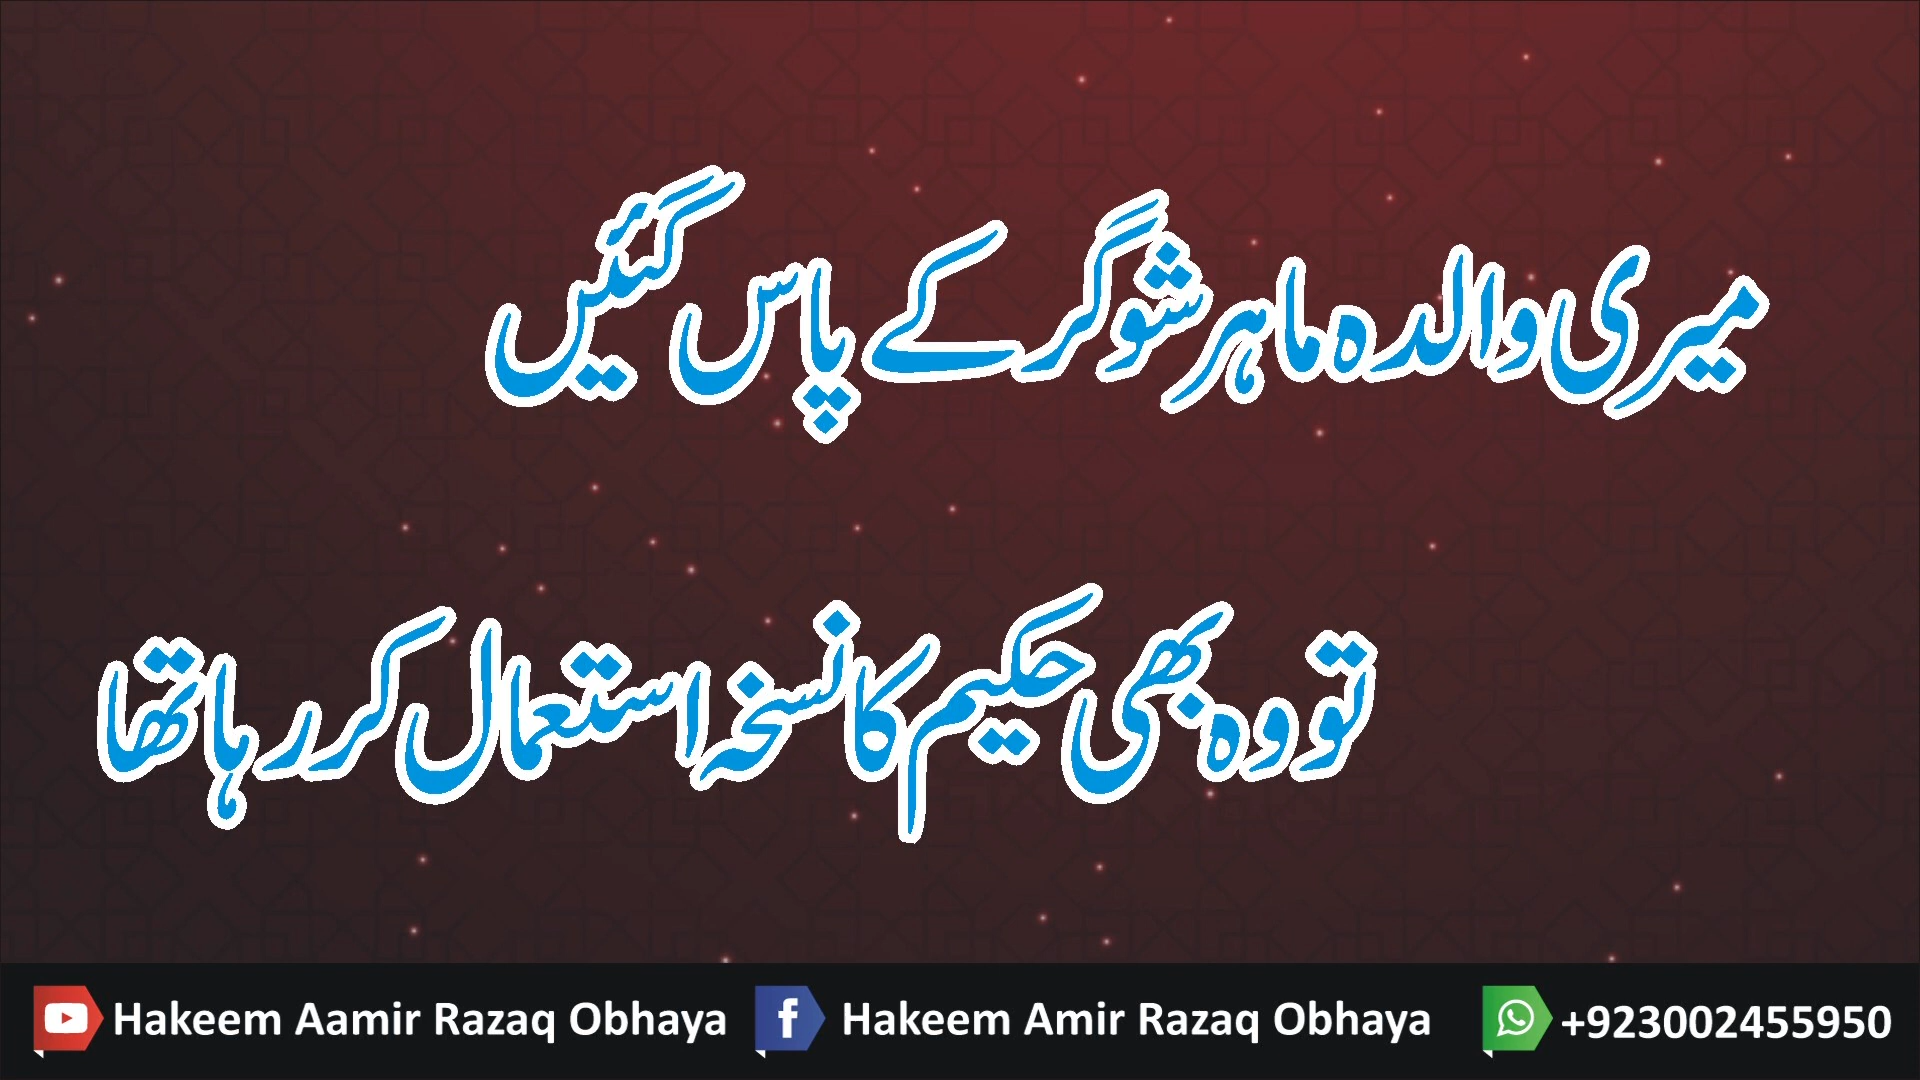 میری والدہ ماہر شوگر کے پاس گئیں
تو وہ بھی حکیم کا نسخہ استعمال کر رہا تھا
Hakeem Aamir Razaq Obhaya
Hakeem Amir Razaq Obhaya
+923002455950